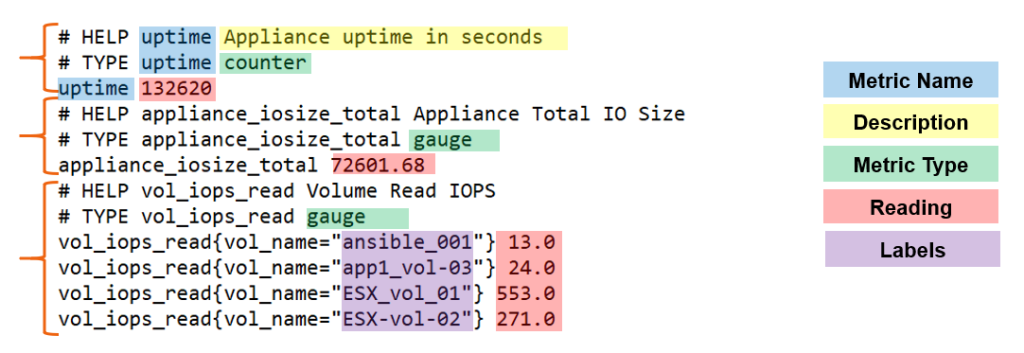 # HELP uptime Appliance uptime in seconds
# TYPE uptime counter
uptime 132620
# HELP appliance_iosize_total Appliance Total IO Size
# TYPE appliance_iosize_total gauge
appliance_iosize_total 72601.68
# HELP vol_iops_read Volume Read IOPS
# TYPE vol_iops_read gauge
vol_iops_read{vol_name="ansible_001"} 13.0
vol_iops_read{vol_name="app1_vol-03"} 24.0
vol_iops_read{vol_name="ESX_vol_01"} 553.0
vol_iops_read{vol_name="ESX-vol-02"} 271.0
Metric Name
Description
Metric Type
Reading
Labels